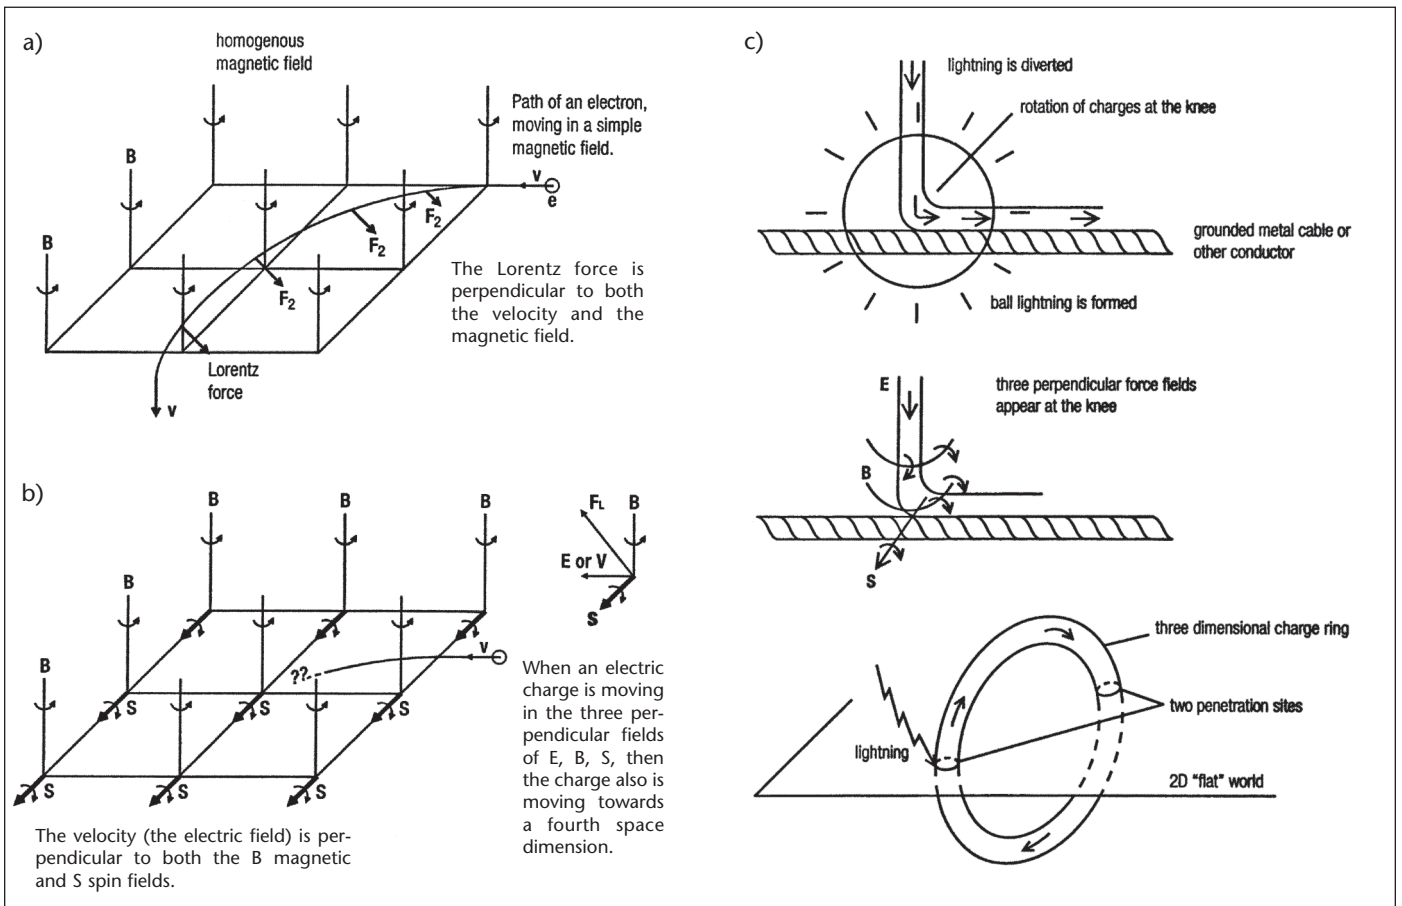 a)
homogenous
magnetic field
Path of an electron,
moving in a simple
magnetic field.
B
v
e
F2
F2
B
F2
The Lorentz force is
perpendicular to both
the velocity and the
magnetic field.
Lorentz
force
v
b)
B
B
B
FL
B
E or V
S
B
v
??
B
S
S
S
S
S
S
When an electric
charge is moving
in the three per-
pendicular fields
of E, B, S, then
the charge also is
moving towards
a fourth space
dimension.
The velocity (the electric field) is per-
pendicular to both the B magnetic
and S spin fields.
c)
lightning is diverted
rotation of charges at the knee
grounded metal cable or
other conductor
ball lightning is formed
E
three perpendicular force fields
appear at the knee
B
S
three dimensional charge ring
two penetration sites
lightning
2D "flat" world